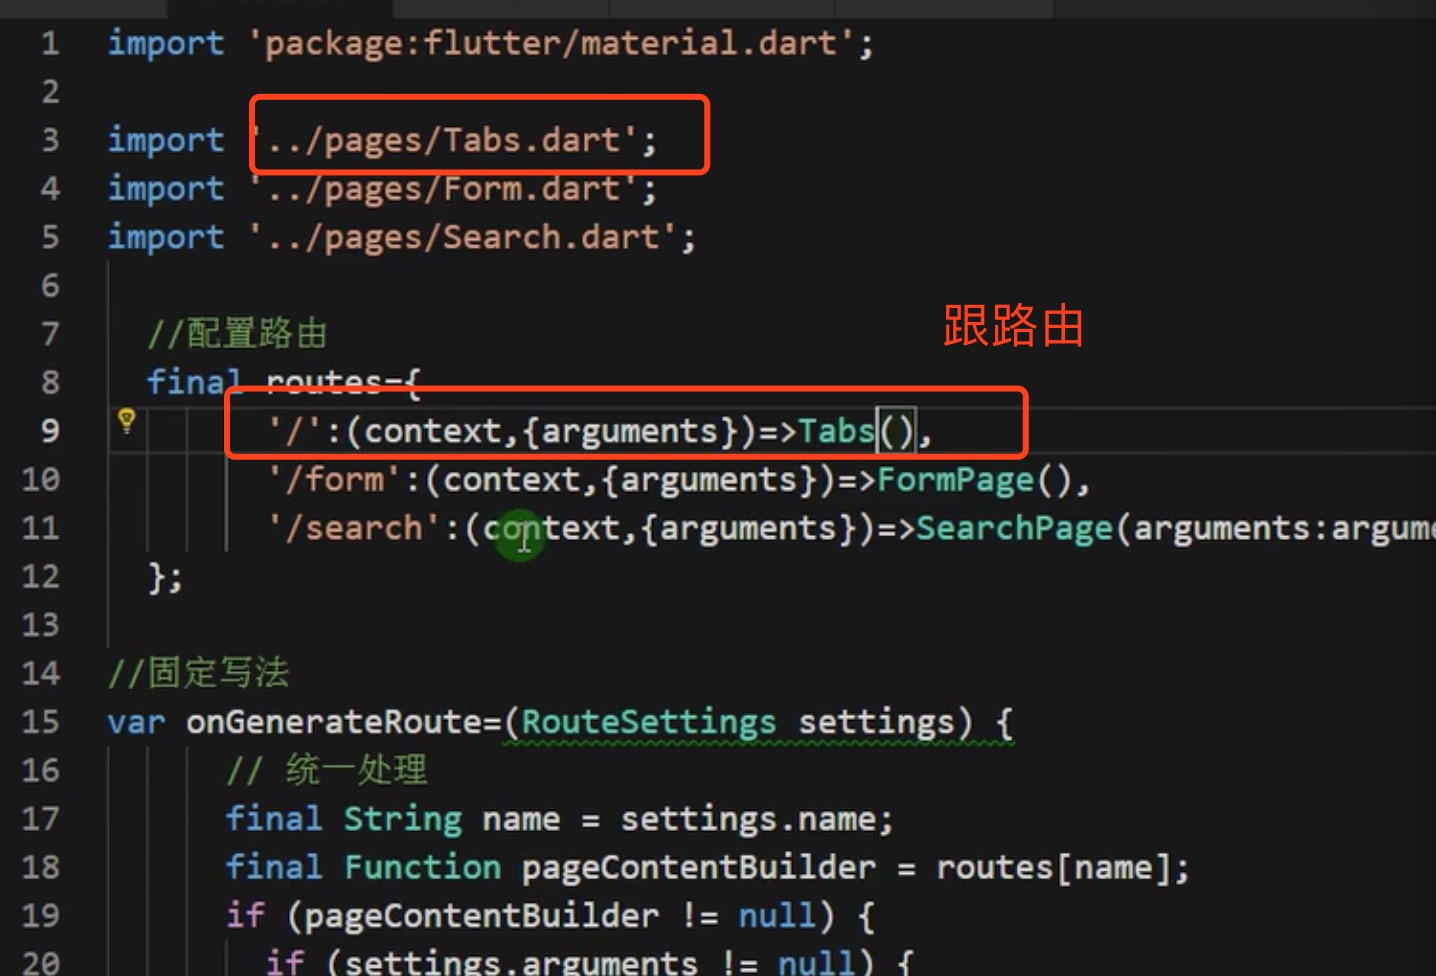 1 import 'package:flutter/material.dart';
2
3 import '../pages/Tabs.dart';
4 import '../pages/Form.dart';
5 import '../pages/Search.dart';
6
7 //配置路由
跟路由
8 final routes={
9 '/':(context,{arguments})=>Tabs(),
10 '/form':(context,{arguments})=>FormPage(),
11 '/search':(context,{arguments})=>SearchPage(arguments:argume
12 };
13
14 //固定写法
15 var onGenerateRoute=(RouteSettings settings) {
16 // 统一处理
17 final String name = settings.name;
18 final Function pageContentBuilder = routes[name];
19 if (pageContentBuilder != null) {
20 if (settings.arguments != null) {